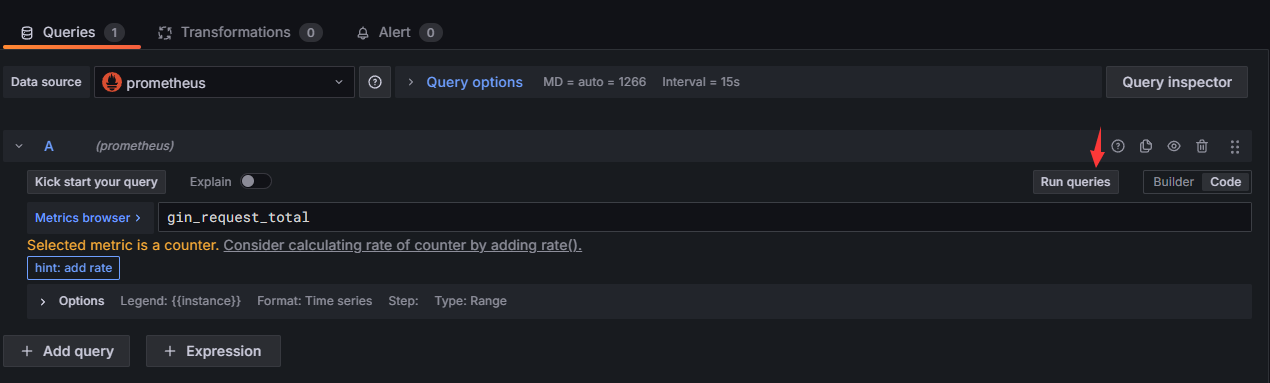 Queries 1 Transformations 0 Alert 0
Data source prometheus Query options MD = auto = 1266 Interval = 15s Query inspector
A (prometheus)
Kick start your query Explain Run queries Builder Code
Metrics browser > gin_request_total
Selected metric is a counter. Consider calculating rate of counter by adding rate().
hint: add rate
Options Legend: {{instance}} Format: Time series Step: Type: Range
+ Add query + Expression